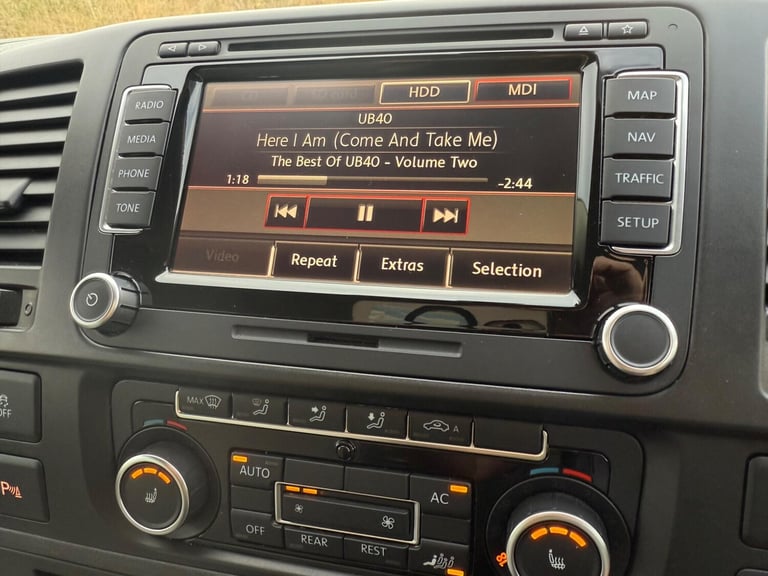 RADIO
MEDIA
PHONE
TONE
HDD
MDI
UB40
Here I Am (Come And Take Me)
The Best Of UB40 - Volume Two
1:18
-2:44
Video
Repeat
Extras
Selection
MAP
NAV
TRAFFIC
SETUP
MAX
A
OFF
P
AUTO
AC
OFF
REAR
REST